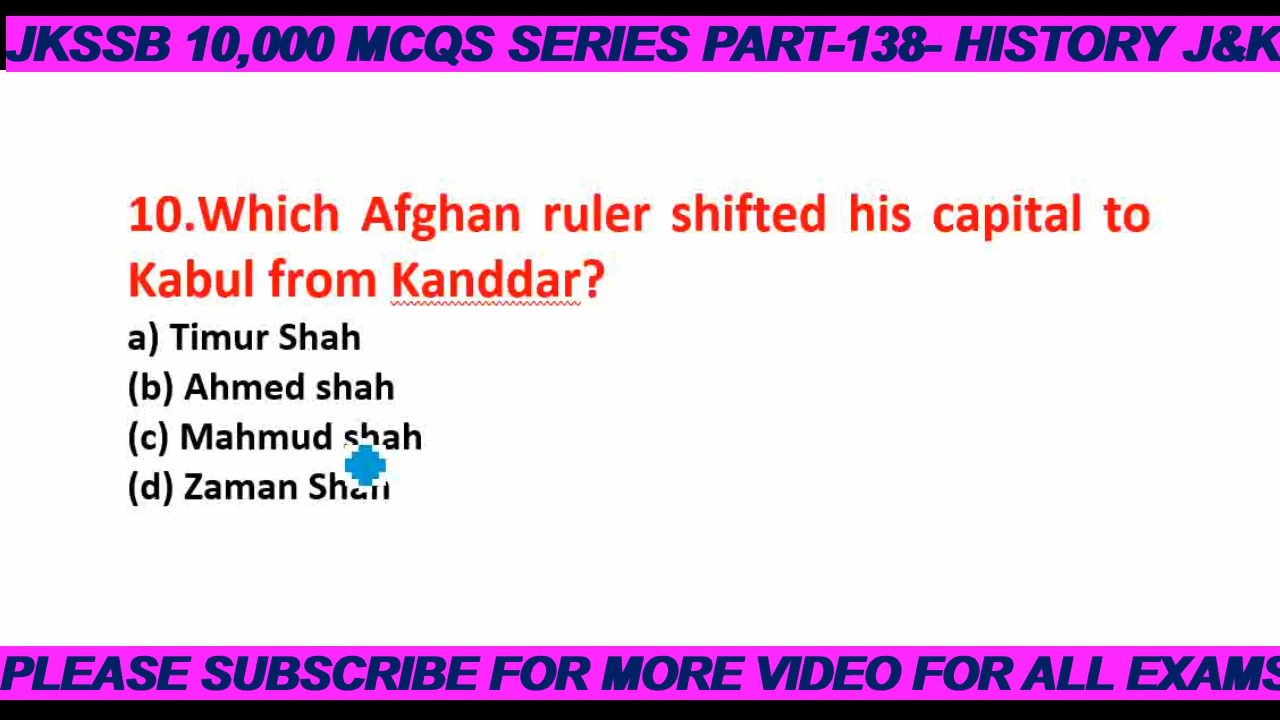 JKSSB 10,000 MCQS SERIES PART-138- HISTORY J&K
10.Which Afghan ruler shifted his capital to
Kabul from Kanddar?
a) Timur Shah
(b) Ahmed shah
(c) Mahmud shah
(d) Zaman Shah
PLEASE SUBSCRIBE FOR MORE VIDEO FOR ALL EXAMS